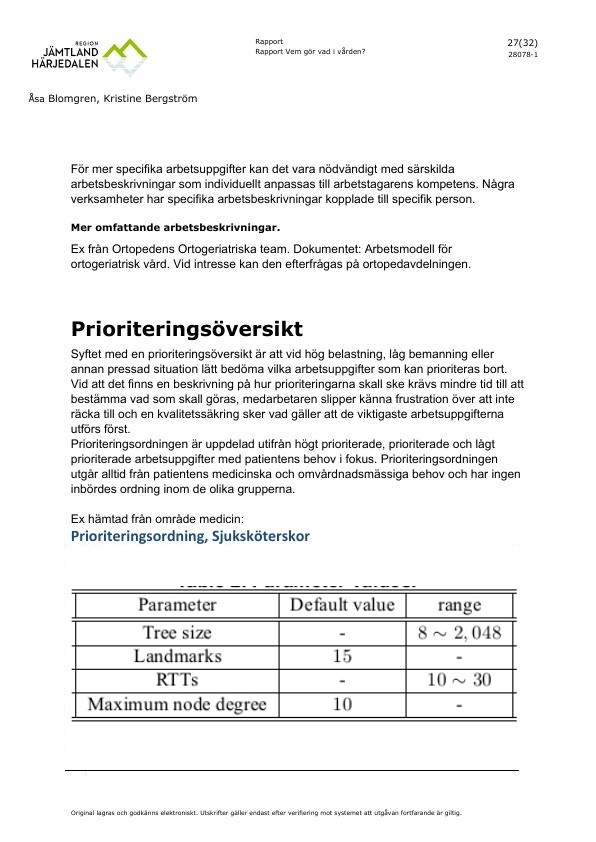 REGION
JÄMTLAND
HÄRJEDALEN
Rapport
Rapport Vem gör vad i vården?
27(32)
28078-1
Åsa Blomgren, Kristine Bergström
För mer specifika arbetsuppgifter kan det vara nödvändigt med särskilda
arbetsbeskrivningar som individuellt anpassas till arbetstagarens kompetens. Några
verksamheter har specifika arbetsbeskrivningar kopplade till specifik person.
Mer omfattande arbetsbeskrivningar.
Ex från Ortopedens Ortogeriatriska team. Dokumentet: Arbetsmodell för
ortogeriatrisk vård. Vid intresse kan den efterfrågas på ortopedavdelningen.
Prioriteringsöversikt
Syftet med en prioriteringsöversikt är att vid hög belastning, låg bemanning eller
annan pressad situation lätt bedöma vilka arbetsuppgifter som kan prioriteras bort.
Vid att det finns en beskrivning på hur prioriteringarna skall ske krävs mindre tid till att
bestämma vad som skall göras, medarbetaren slipper känna frustration över att inte
räcka till och en kvalitetssäkring sker vad gäller att de viktigaste arbetsuppgifterna
utförs först.
Prioriteringsordningen är uppdelad utifrån högt prioriterade, prioriterade och lågt
prioriterade arbetsuppgifter med patientens behov i fokus. Prioriteringsordningen
utgår alltid från patientens medicinska och omvårdnadsmässiga behov och har ingen
inbördes ordning inom de olika grupperna.
Ex hämtad från område medicin:
Prioriteringsordning, Sjuksköterskor
Parameter Default value range
Tree size - 8 ~ 2,048
Landmarks 15 -
RTTs - 10 ~ 30
Maximum node degree 10 -
Original lagras och godkänns elektroniskt. Utskrifter gäller endast efter verifiering mot systemet att utgåvan fortfarande är giltig.